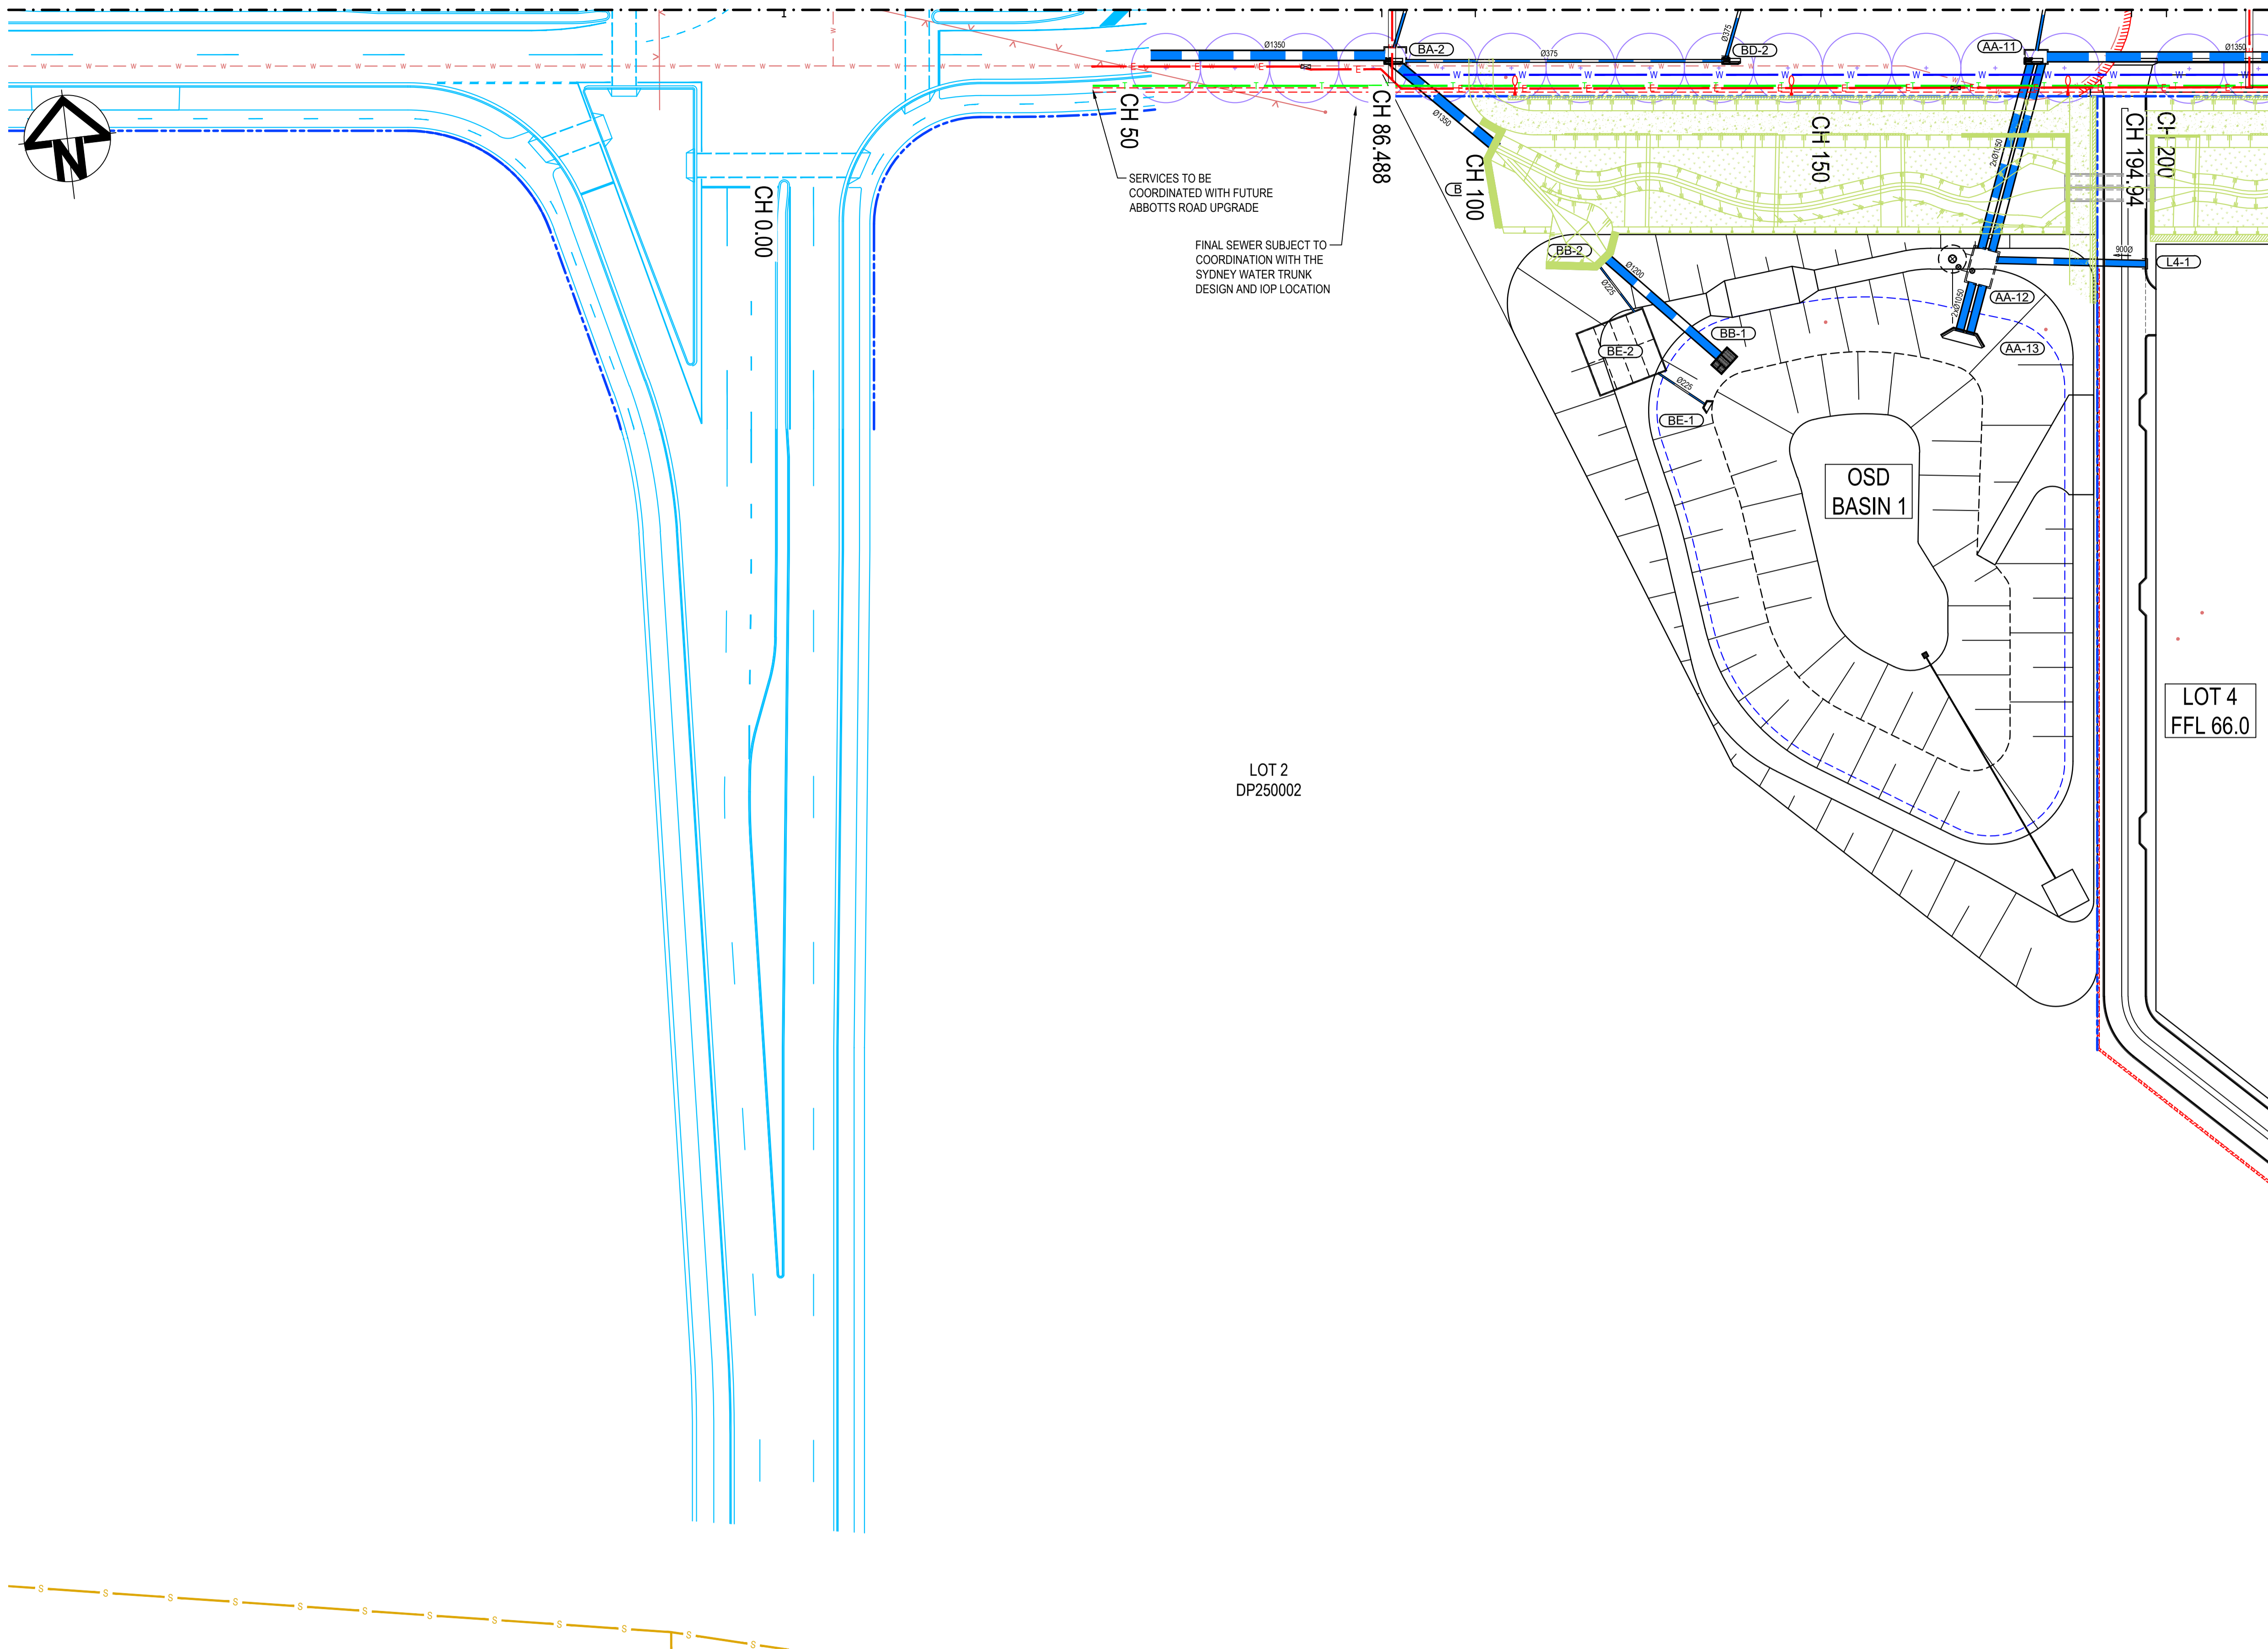 Ø1350
BA-2
Ø375
Ø375
BD-2
AA-11
Ø1350
N
CH 50
CH 86.488
Ø1350
CH 100
CH 150
2xØ1050
CH 194.94
CH 200
CH 0.00
SERVICES TO BE
COORDINATED WITH FUTURE
ABBOTTS ROAD UPGRADE
B
FINAL SEWER SUBJECT TO
COORDINATION WITH THE
SYDNEY WATER TRUNK
DESIGN AND IOP LOCATION
BB-2
Ø1200
Ø225
900Ø
L4-1
AA-12
2xØ1050
BB-1
AA-13
BE-2
Ø225
BE-1
OSD
BASIN 1
LOT 4
FFL 66.0
LOT 2
DP250002
S S S S S S S S S S S S